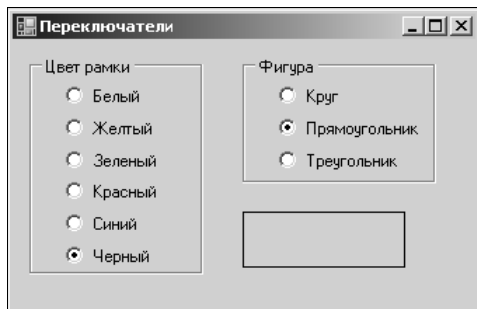 Переключатели
Цвет рамки
Белый
Желтый
Зеленый
Красный
Синий
Черный
Фигура
Круг
Прямоугольник
Треугольник